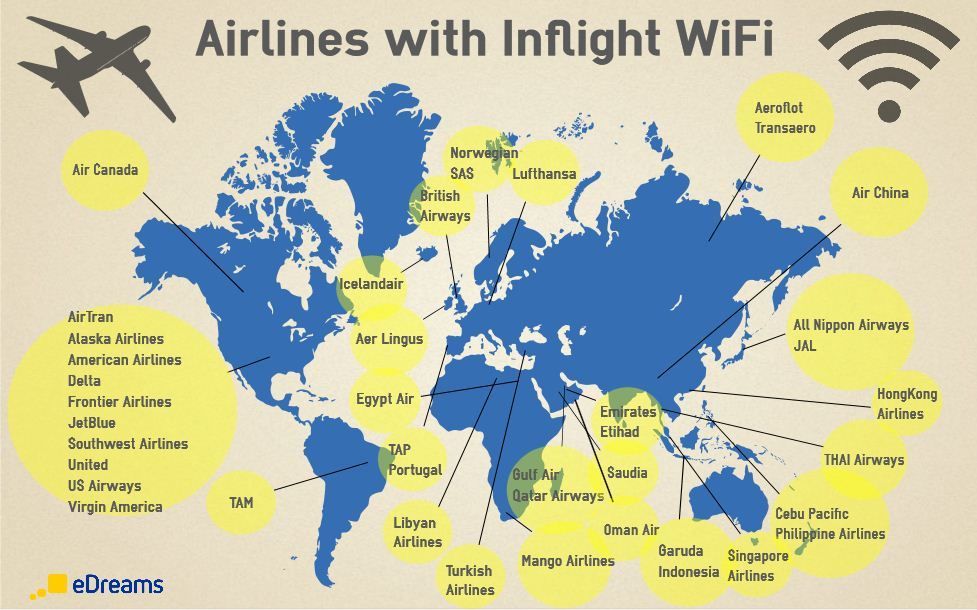 Airlines with Inflight WiFi
Aeroflot
Transaero
Air Canada
Norwegian
SAS
Lufthansa
British
Airways
Air China
Icelandair
AirTran
Alaska Airlines
American Airlines
Delta
Frontier Airlines
JetBlue
Southwest Airlines
United
US Airways
Virgin America
Aer Lingus
All Nippon Airways
JAL
Egypt Air
Emirates
Etihad
HongKong
Airlines
TAP
Portugal
Gulf Air
Qatar Airways
Saudia
THAI Airways
TAM
Libyan
Airlines
Oman Air
Cebu Pacific
Philippine Airlines
Turkish
Airlines
Mango Airlines
Garuda
Indonesia
Singapore
Airlines
eDreams